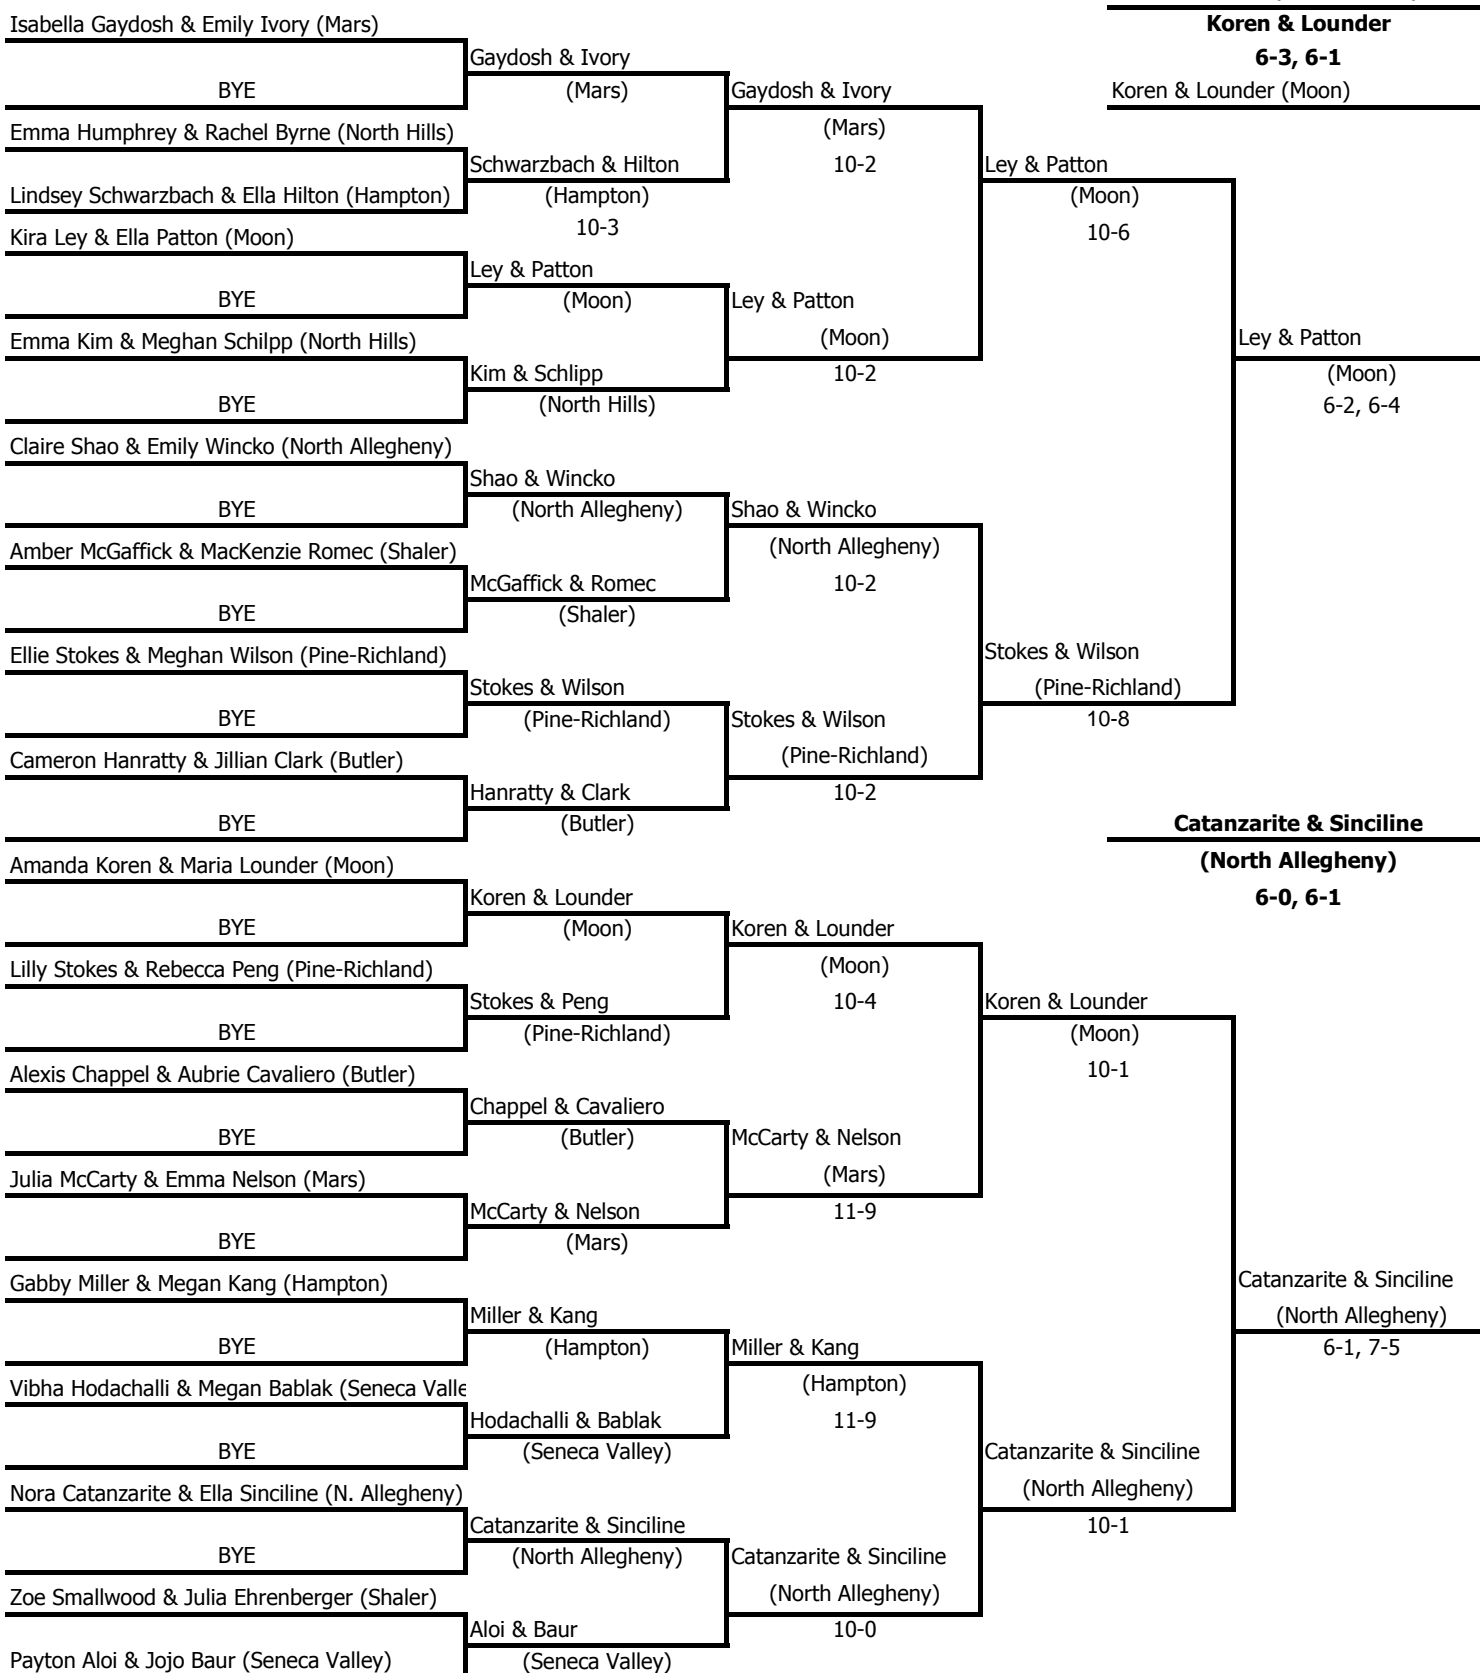 Isabella Gaydosh & Emily Ivory (Mars)
BYE
Emma Humphrey & Rachel Byrne (North Hills)
Lindsey Schwarzbach & Ella Hilton (Hampton)
Kira Ley & Ella Patton (Moon)
BYE
Emma Kim & Meghan Schilpp (North Hills)
BYE
Claire Shao & Emily Wincko (North Allegheny)
BYE
Amber McGaffick & MacKenzie Romec (Shaler)
BYE
Ellie Stokes & Meghan Wilson (Pine-Richland)
BYE
Cameron Hanratty & Jillian Clark (Butler)
BYE
Amanda Koren & Maria Lounder (Moon)
BYE
Lilly Stokes & Rebecca Peng (Pine-Richland)
BYE
Alexis Chappel & Aubrie Cavaliero (Butler)
BYE
Julia McCarty & Emma Nelson (Mars)
BYE
Gabby Miller & Megan Kang (Hampton)
BYE
Vibha Hodachalli & Megan Bablak (Seneca Valle
BYE
Nora Catanzarite & Ella Sinciline (N. Allegheny)
BYE
Zoe Smallwood & Julia Ehrenberger (Shaler)
Payton Aloi & Jojo Baur (Seneca Valley)
Gaydosh & Ivory
(Mars)
Schwarzbach & Hilton
(Hampton)
10-3
Ley & Patton
(Moon)
Kim & Schlipp
(North Hills)
Shao & Wincko
(North Allegheny)
McGaffick & Romec
(Shaler)
Stokes & Wilson
(Pine-Richland)
Hanratty & Clark
(Butler)
Koren & Lounder
(Moon)
Stokes & Peng
(Pine-Richland)
Chappel & Cavaliero
(Butler)
McCarty & Nelson
(Mars)
Miller & Kang
(Hampton)
Hodachalli & Bablak
(Seneca Valley)
Catanzarite & Sinciline
(North Allegheny)
Aloi & Baur
(Seneca Valley)
Gaydosh & Ivory
(Mars)
10-2
Ley & Patton
(Moon)
10-2
Shao & Wincko
(North Allegheny)
10-2
Stokes & Wilson
(Pine-Richland)
10-2
Koren & Lounder
(Moon)
10-4
McCarty & Nelson
(Mars)
11-9
Miller & Kang
(Hampton)
11-9
Catanzarite & Sinciline
(North Allegheny)
10-0
Ley & Patton
(Moon)
10-6
Stokes & Wilson
(Pine-Richland)
10-8
Koren & Lounder
(Moon)
10-1
Catanzarite & Sinciline
(North Allegheny)
10-1
Koren & Lounder
6-3, 6-1
Koren & Lounder (Moon)
Ley & Patton
(Moon)
6-2, 6-4
Catanzarite & Sinciline
(North Allegheny)
6-0, 6-1
Catanzarite & Sinciline
(North Allegheny)
6-1, 7-5